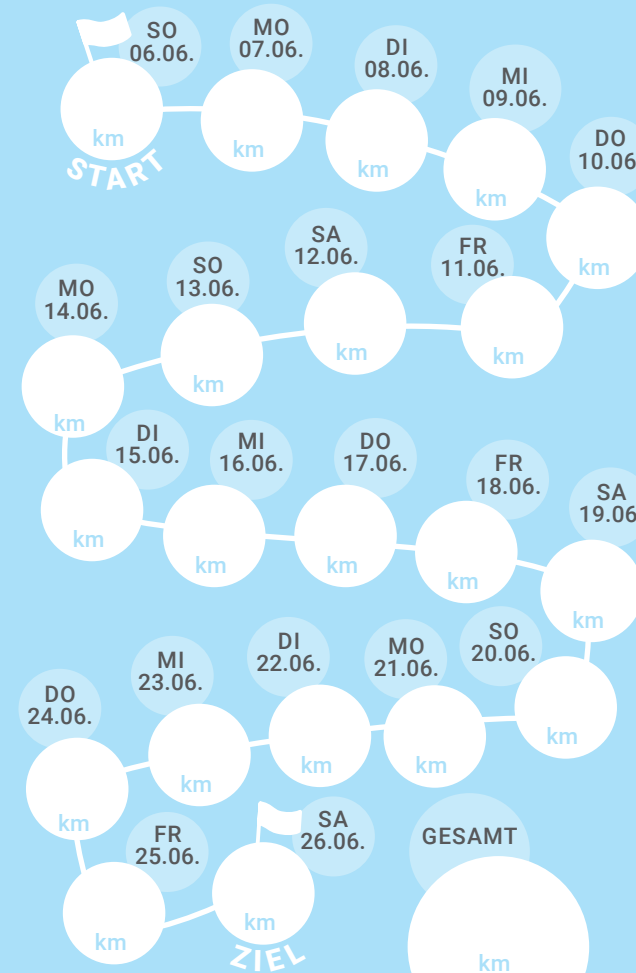 SO
06.06.
km
START
MO
07.06.
km
DI
08.06.
km
MI
09.06.
km
DO
10.06
km
FR
11.06.
km
SA
12.06.
km
SO
13.06.
km
MO
14.06.
km
DI
15.06.
km
MI
16.06.
km
DO
17.06.
km
FR
18.06.
km
SA
19.06
km
SO
20.06.
km
MO
21.06.
km
DI
22.06.
km
MI
23.06.
km
DO
24.06.
km
FR
25.06.
km
SA
26.06.
km
ZIEL
GESAMT
km